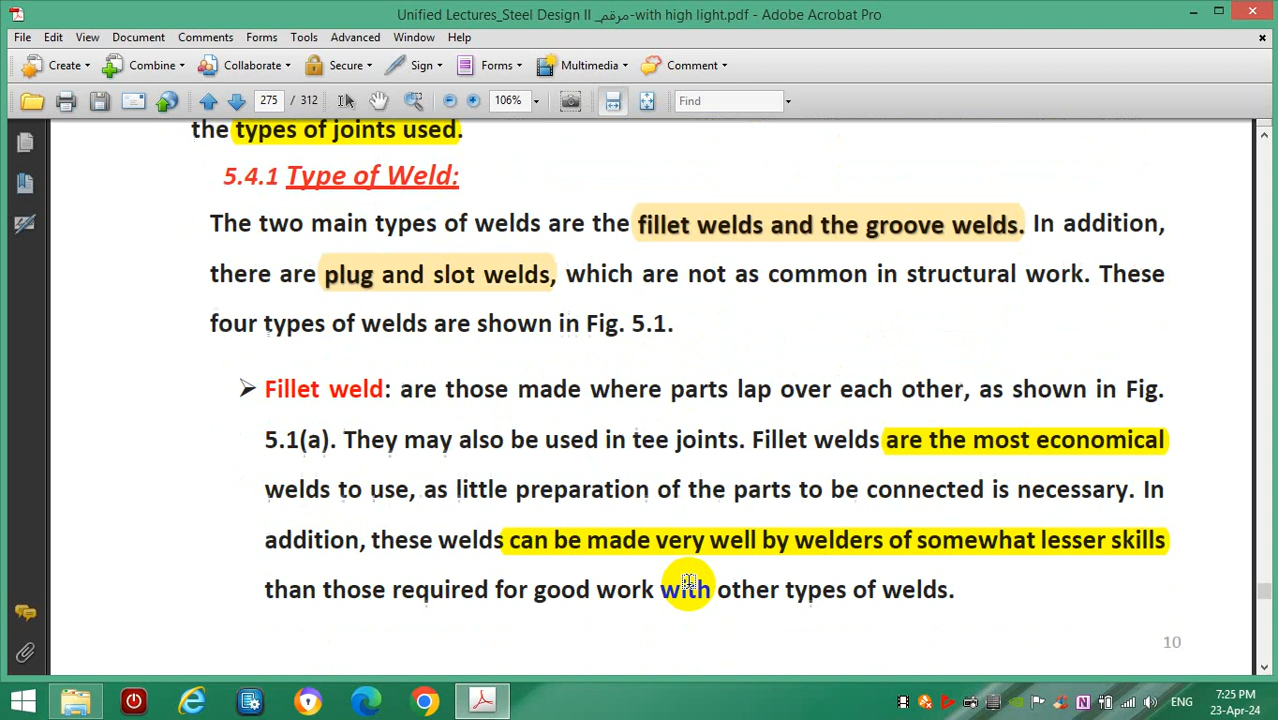 Unified Lectures_Steel Design II _مرقم-with high light.pdf - Adobe Acrobat Pro
File Edit View Document Comments Forms Tools Advanced Window Help
Create Combine Collaborate Secure Sign Forms Multimedia Comment
275 / 312 106% Find
the types of joints used.
5.4.1 Type of Weld:
The two main types of welds are the fillet welds and the groove welds. In addition,
there are plug and slot welds, which are not as common in structural work. These
four types of welds are shown in Fig. 5.1.
➢ Fillet weld: are those made where parts lap over each other, as shown in Fig.
5.1(a). They may also be used in tee joints. Fillet welds are the most economical
welds to use, as little preparation of the parts to be connected is necessary. In
addition, these welds can be made very well by welders of somewhat lesser skills
than those required for good work with other types of welds.
10
ENG
7:25 PM
23-Apr-24